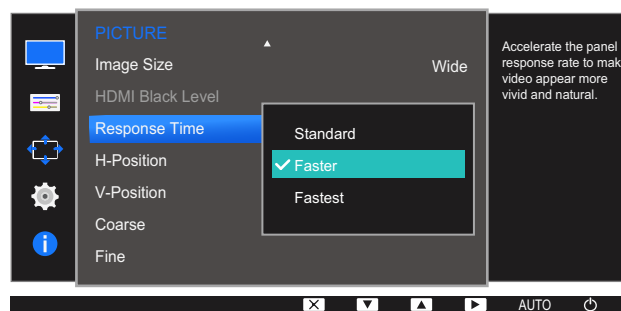 PICTURE
Image Size
Wide
HDMI Black Level
Response Time
H-Position
V-Position
Coarse
Fine
Standard
Faster
Fastest
Accelerate the panel
response rate to mak
video appear more
vivid and natural.
AUTO